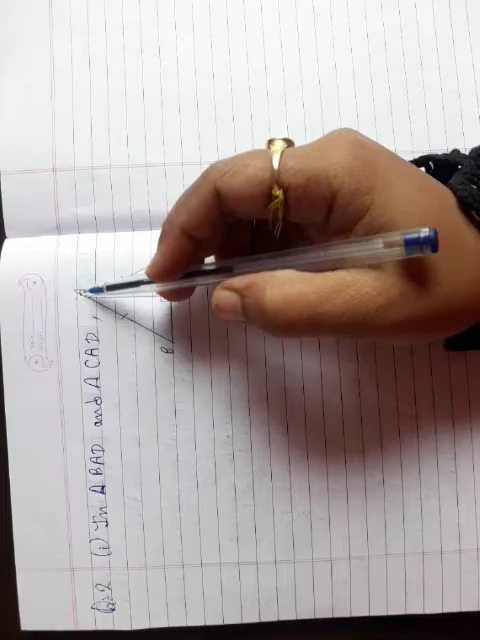 Q.2 (i) In Δ BAD and Δ CAD,
B